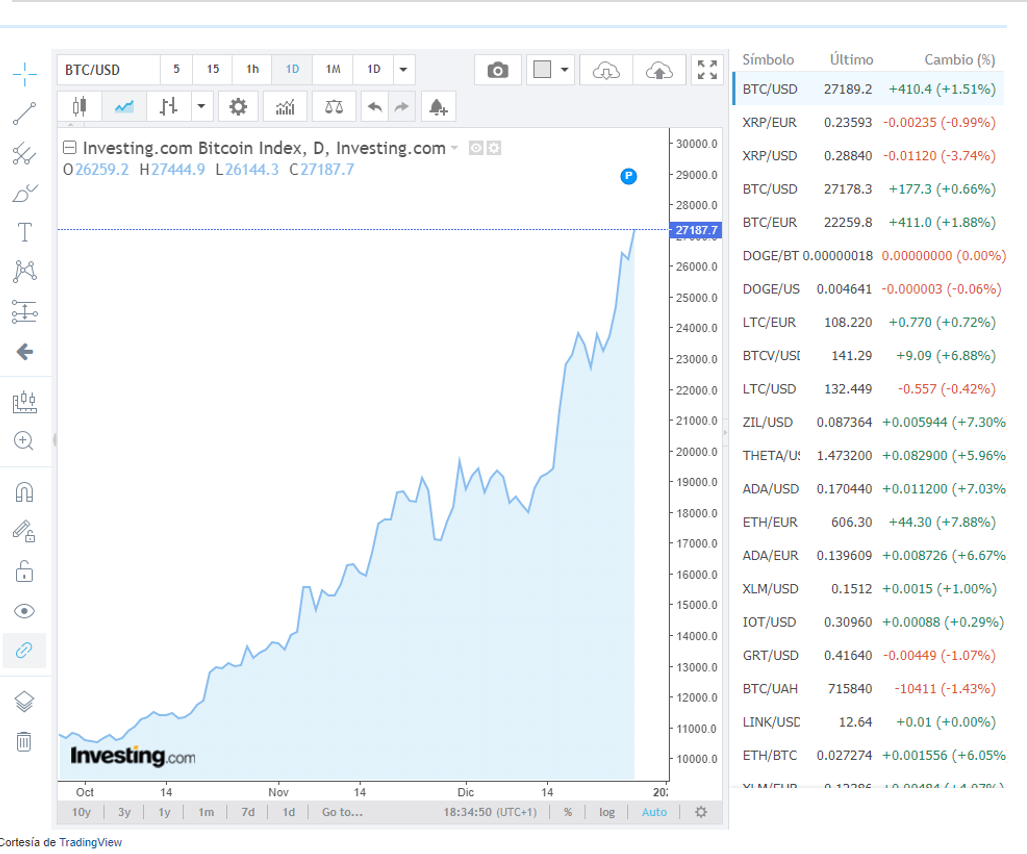 BTC/USD 5 15 1h 1D 1M 1D
Investing.com Bitcoin Index, D, Investing.com
O26259.2 H27444.9 L26144.3 C27187.7
P
30000.0
29000.0
28000.0
27187.7
27000.0
26000.0
25000.0
24000.0
23000.0
22000.0
21000.0
20000.0
19000.0
18000.0
17000.0
16000.0
15000.0
14000.0
13000.0
12000.0
11000.0
10000.0
Investing.com
Oct 14 Nov 14 Dic 14 202
10y 3y 1y 1m 7d 1d Go to... 18:34:50 (UTC+1) % log Auto
Cortesía de TradingView
Símbolo Último Cambio (%)
BTC/USD 27189.2 +410.4 (+1.51%)
XRP/EUR 0.23593 -0.00235 (-0.99%)
XRP/USD 0.28840 -0.01120 (-3.74%)
BTC/USD 27178.3 +177.3 (+0.66%)
BTC/EUR 22259.8 +411.0 (+1.88%)
DOGE/BT 0.00000018 0.00000000 (0.00%)
DOGE/US 0.004641 -0.000003 (-0.06%)
LTC/EUR 108.220 +0.770 (+0.72%)
BTCV/USD 141.29 +9.09 (+6.88%)
LTC/USD 132.449 -0.557 (-0.42%)
ZIL/USD 0.087364 +0.005944 (+7.30%
THETA/US 1.473200 +0.082900 (+5.96%
ADA/USD 0.170440 +0.011200 (+7.03%
ETH/EUR 606.30 +44.30 (+7.88%)
ADA/EUR 0.139609 +0.008726 (+6.67%
XLM/USD 0.1512 +0.0015 (+1.00%)
IOT/USD 0.30960 +0.00088 (+0.29%)
GRT/USD 0.41640 -0.00449 (-1.07%)
BTC/UAH 715840 -10411 (-1.43%)
LINK/USD 12.64 +0.01 (+0.00%)
ETH/BTC 0.027274 +0.001556 (+6.05%
XLM/EUR